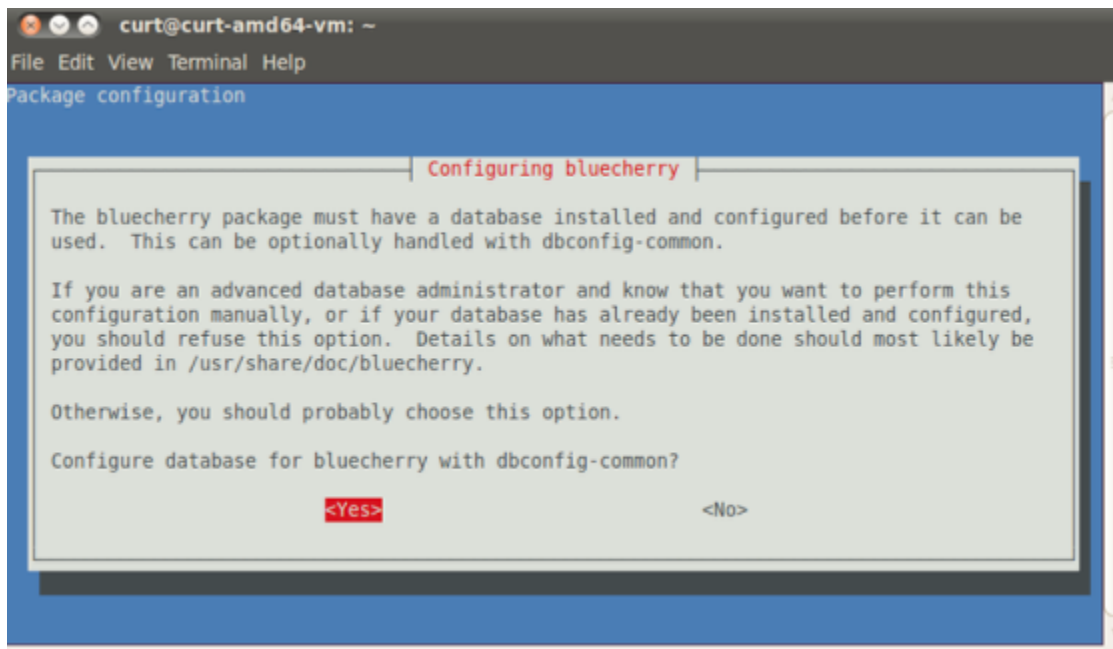 curt@curt-amd64-vm: ~
File Edit View Terminal Help
Package configuration
Configuring bluecherry
The bluecherry package must have a database installed and configured before it can be
used.  This can be optionally handled with dbconfig-common.
If you are an advanced database administrator and know that you want to perform this
configuration manually, or if your database has already been installed and configured,
you should refuse this option.  Details on what needs to be done should most likely be
provided in /usr/share/doc/bluecherry.
Otherwise, you should probably choose this option.
Configure database for bluecherry with dbconfig-common?
<Yes> <No>